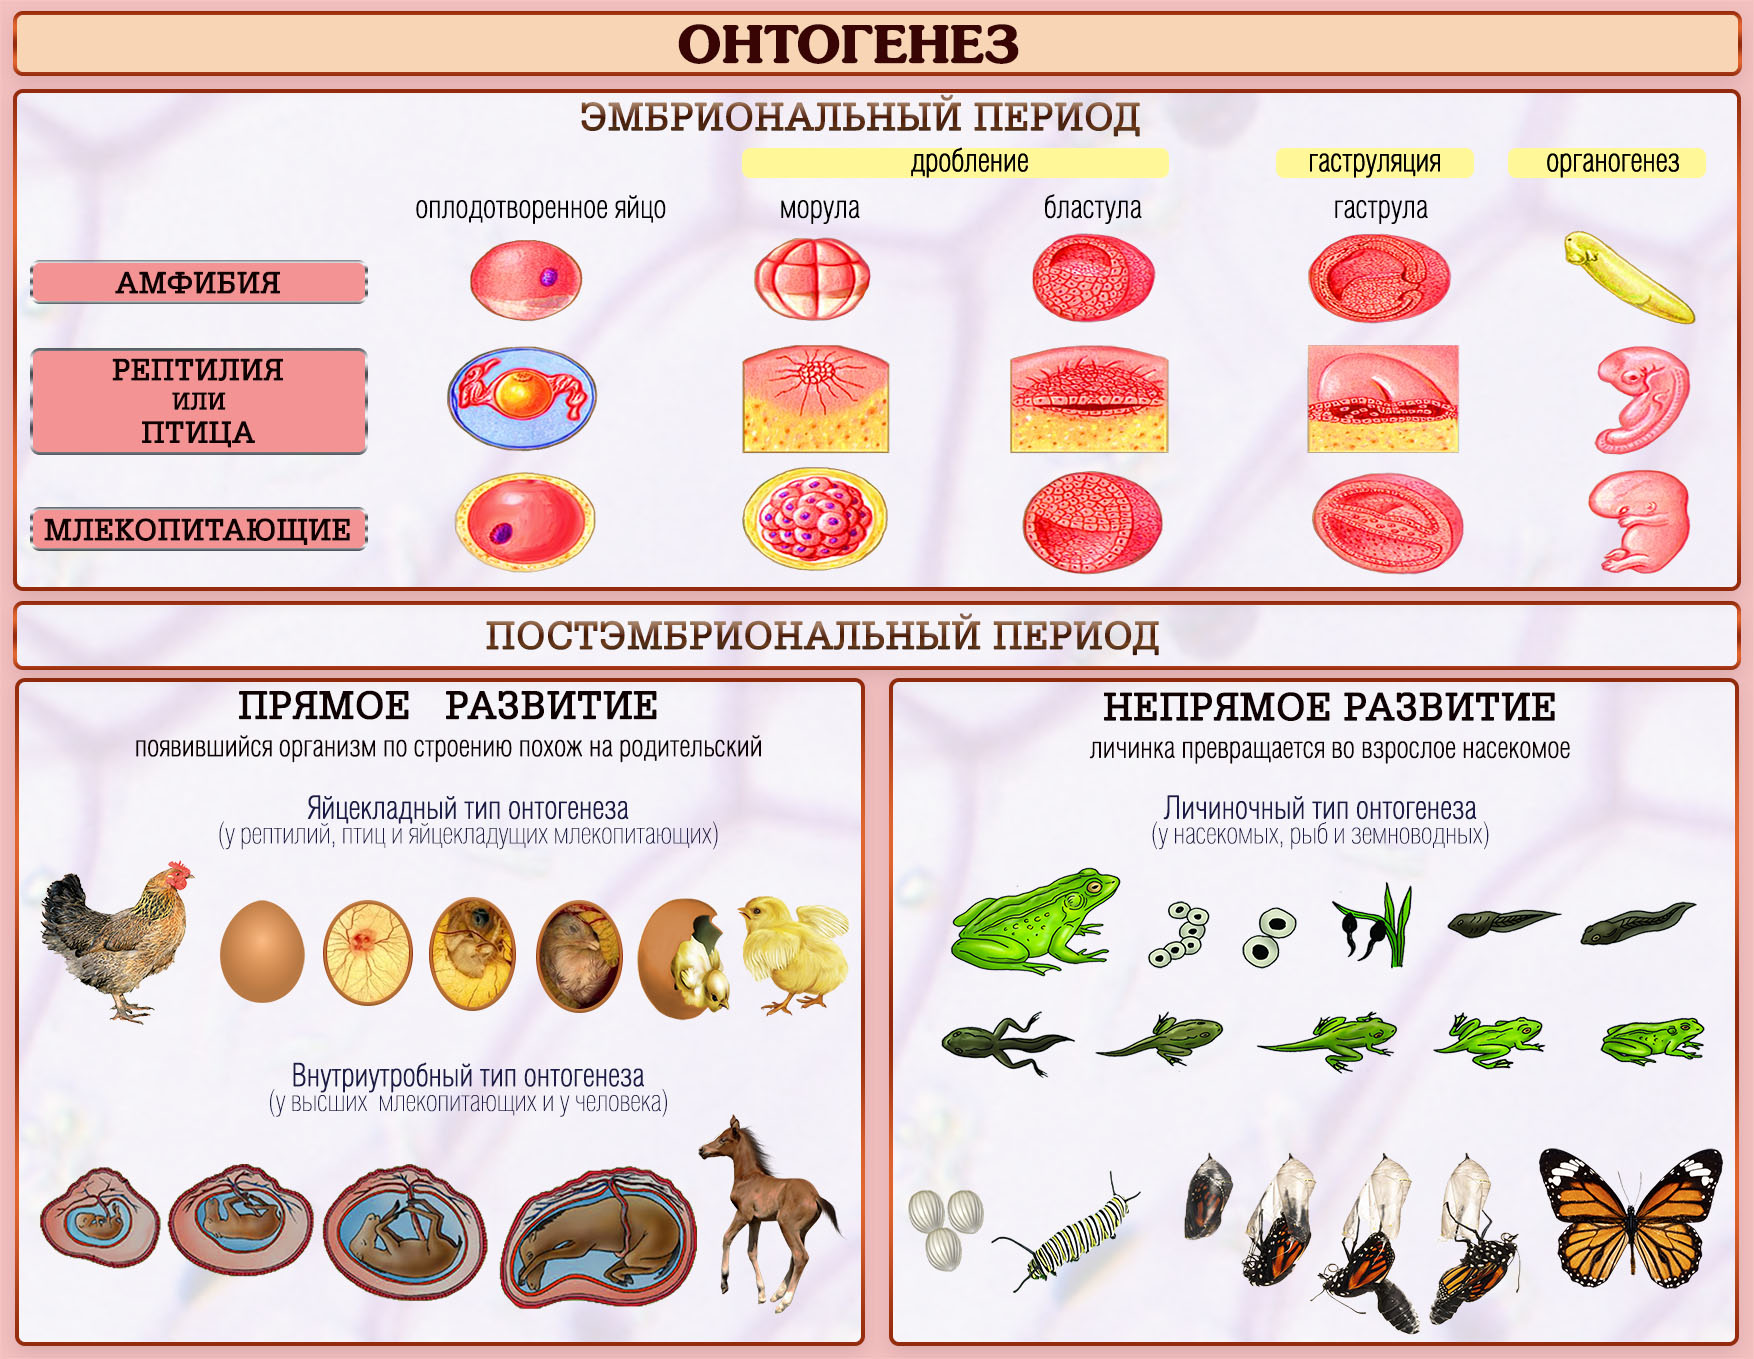 ОНТОГЕНЕЗ
ЭМБРИОНАЛЬНЫЙ ПЕРИОД
дробление
гаструляция
органогенез
оплодотворенное яйцо
морула
бластула
гаструла
АМФИБИЯ
РЕПТИЛИЯ
ИЛИ
ПТИЦА
МЛЕКОПИТАЮЩИЕ
ПОСТЭМБРИОНАЛЬНЫЙ ПЕРИОД
ПРЯМОЕ РАЗВИТИЕ
появившийся организм по строению похож на родительский
Яйцекладный тип онтогенеза
(у рептилий, птиц и яйцекладущих млекопитающих)
Внутриутробный тип онтогенеза
(у высших млекопитающих и у человека)
НЕПРЯМОЕ РАЗВИТИЕ
личинка превращается во взрослое насекомое
Личиночный тип онтогенеза
(у насекомых, рыб и земноводных)